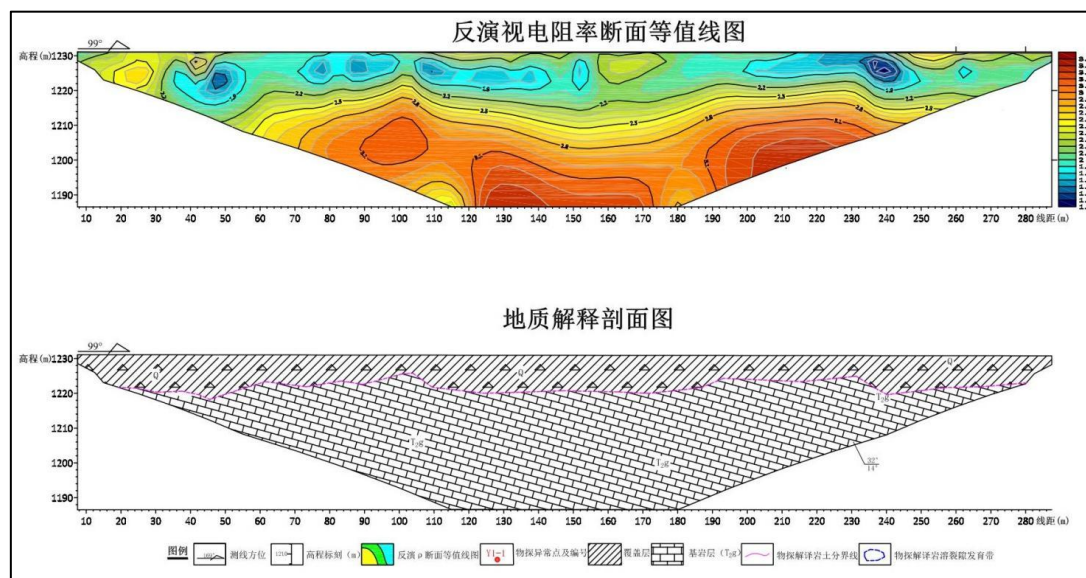 反演视电阻率断面等值线图
99°
高程(m)
1230
1220
1210
1200
1190
10 20 30 40 50 60 70 80 90 100 110 120 130 140 150 160 170 180 190 200 210 220 230 240 250 260 270 280 线距(m)
地质解释剖面图
99°
高程(m)
1230
1220
1210
1200
1190
Q Q Q
T₂g
T₂g T₂g
32°
14°
10 20 30 40 50 60 70 80 90 100 110 120 130 140 150 160 170 180 190 200 210 220 230 240 250 260 270 280 线距(m)
图例 测线方位 高程标刻(m) 反演ρ断面等值线图 Y1-1 物探异常点及编号 覆盖层 基岩层(T₂g) 物探解译岩土分界线 物探解译岩溶裂隙发育带